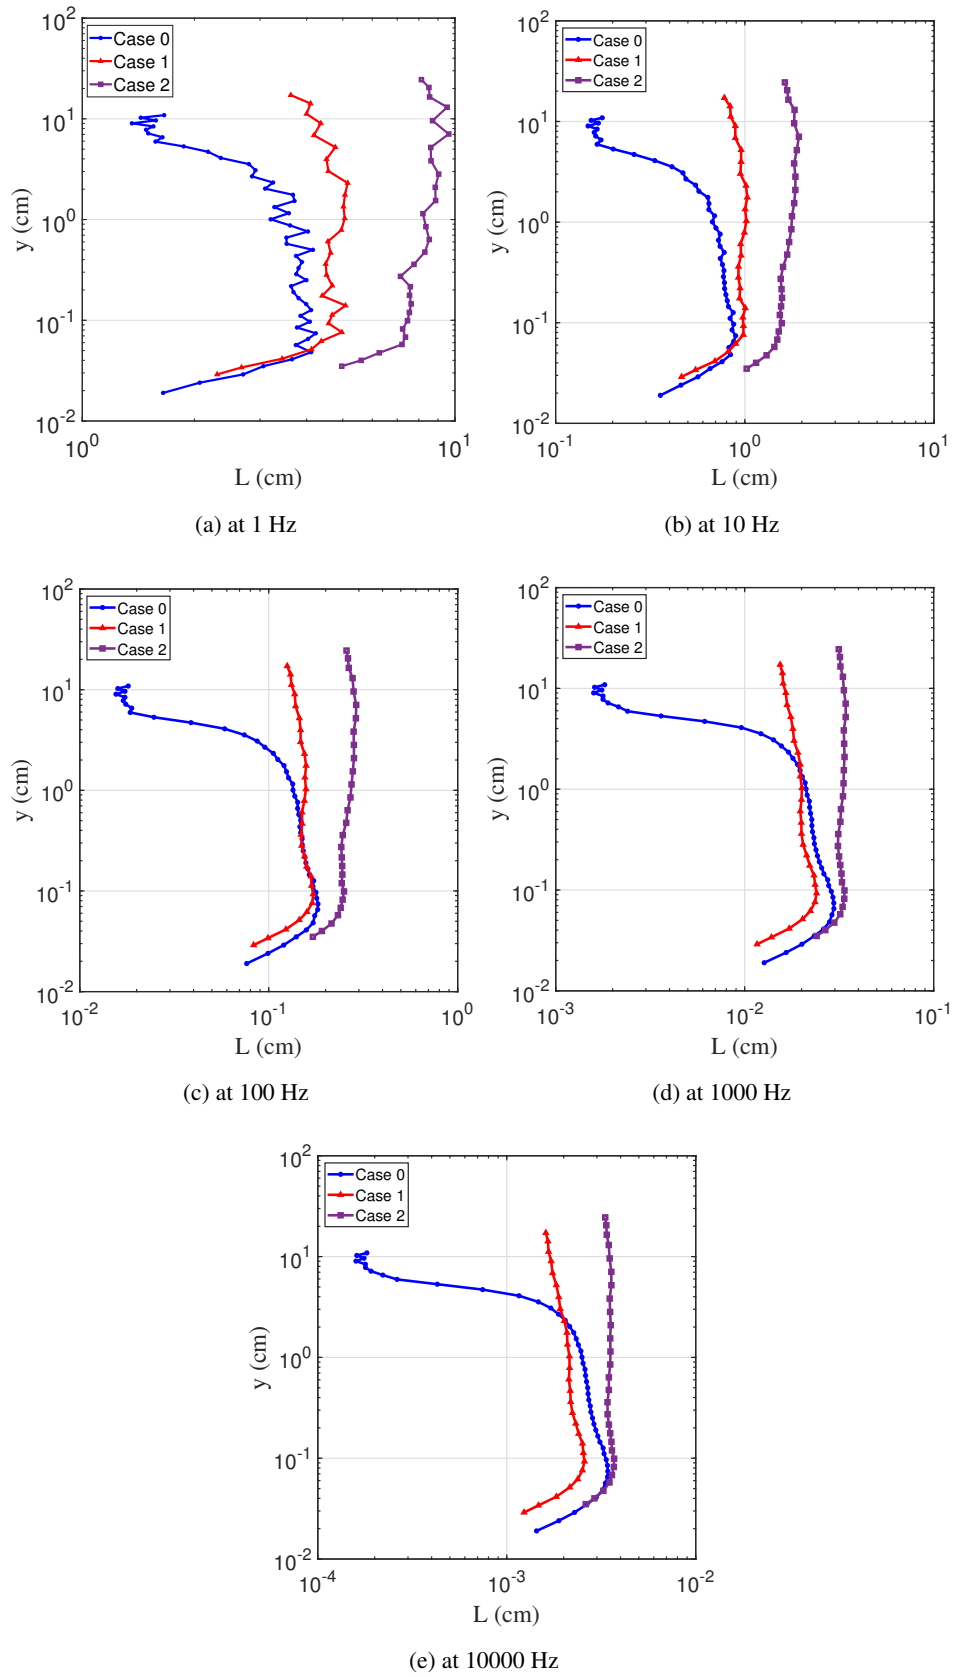 10^2
Case 0
Case 1
Case 2
10^1
y (cm)
10^0
10^-1
10^-2
10^0
10^1
L (cm)
(a) at 1 Hz
10^2
Case 0
Case 1
Case 2
10^1
y (cm)
10^0
10^-1
10^-2
10^-1
10^0
10^1
L (cm)
(b) at 10 Hz
10^2
Case 0
Case 1
Case 2
10^1
y (cm)
10^0
10^-1
10^-2
10^-2
10^-1
10^0
L (cm)
(c) at 100 Hz
10^2
Case 0
Case 1
Case 2
10^1
y (cm)
10^0
10^-1
10^-2
10^-3
10^-2
10^-1
L (cm)
(d) at 1000 Hz
10^2
Case 0
Case 1
Case 2
10^1
y (cm)
10^0
10^-1
10^-2
10^-4
10^-3
10^-2
L (cm)
(e) at 10000 Hz